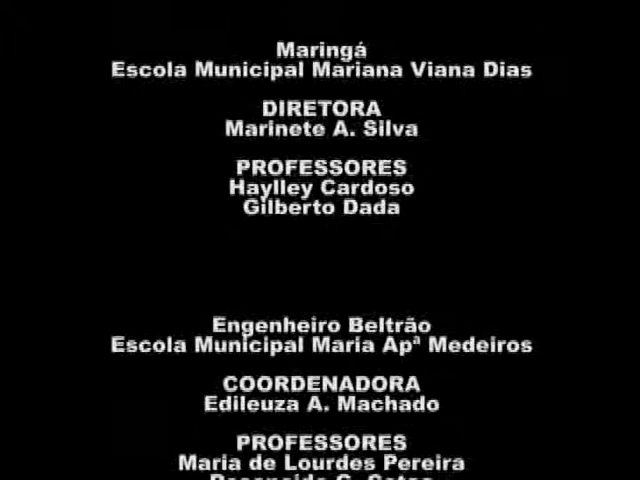 Maringá
Escola Municipal Mariana Viana Dias
DIRETORA
Marinete A. Silva
PROFESSORES
Haylley Cardoso
Gilberto Dada
Engenheiro Beltrão
Escola Municipal Maria Apª Medeiros
COORDENADORA
Edileuza A. Machado
PROFESSORES
Maria de Lourdes Pereira